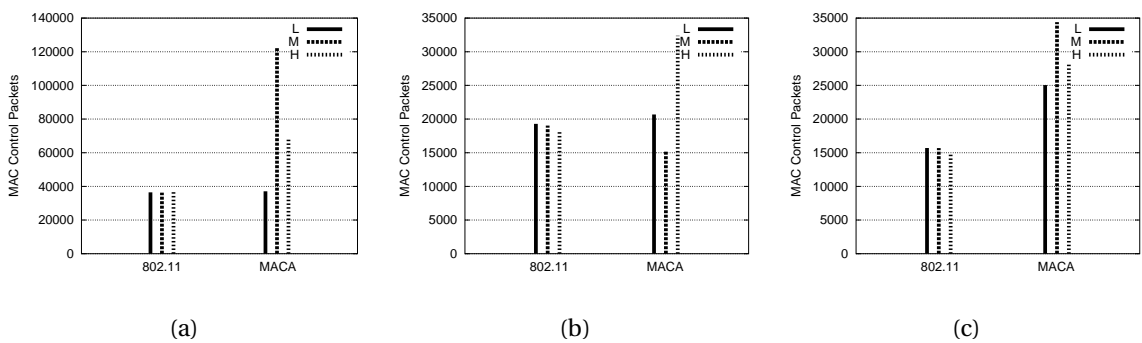 140000
120000
100000
80000
60000
40000
20000
0
MAC Control Packets
L
M
H
802.11 MACA
(a)
35000
30000
25000
20000
15000
10000
5000
0
MAC Control Packets
L
M
H
802.11 MACA
(b)
35000
30000
25000
20000
15000
10000
5000
0
MAC Control Packets
L
M
H
802.11 MACA
(c)